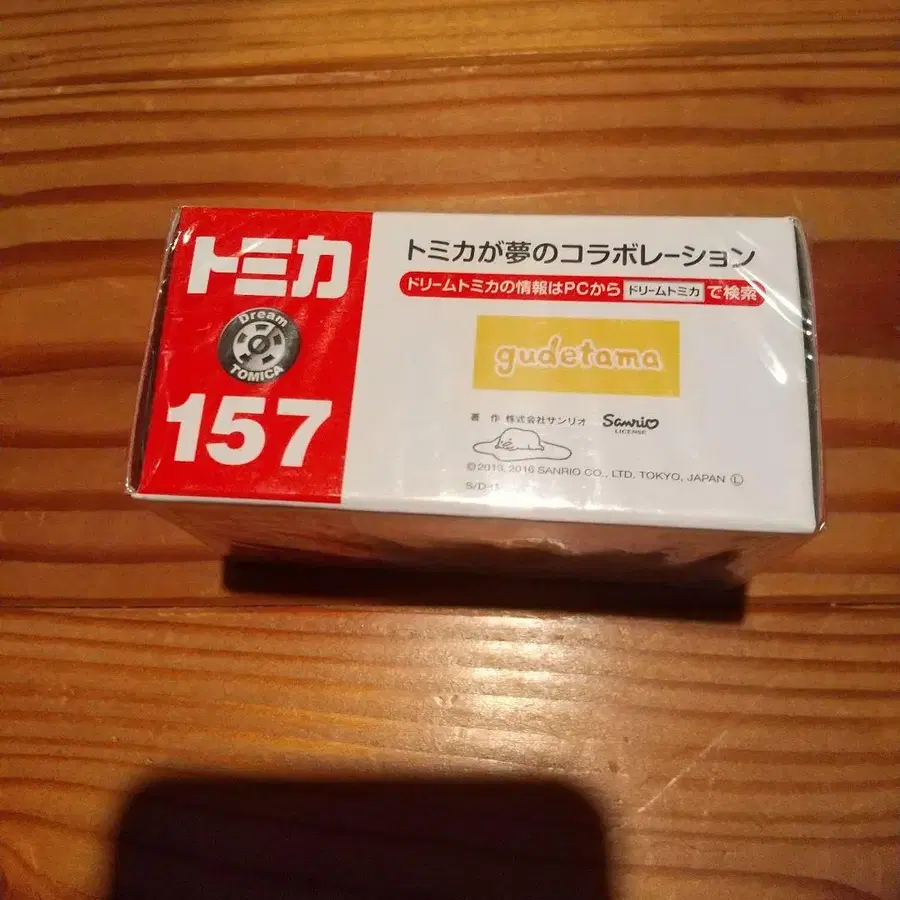 トミカ
Dream
TOMICA
157
トミカが夢のコラボレーション
ドリームトミカの情報はPCから ドリームトミカ で検索
gudetama
著 作 株式会社サンリオ
Sanrio
LICENSE
©2013, 2016 SANRIO CO., LTD. TOKYO, JAPAN Ⓛ